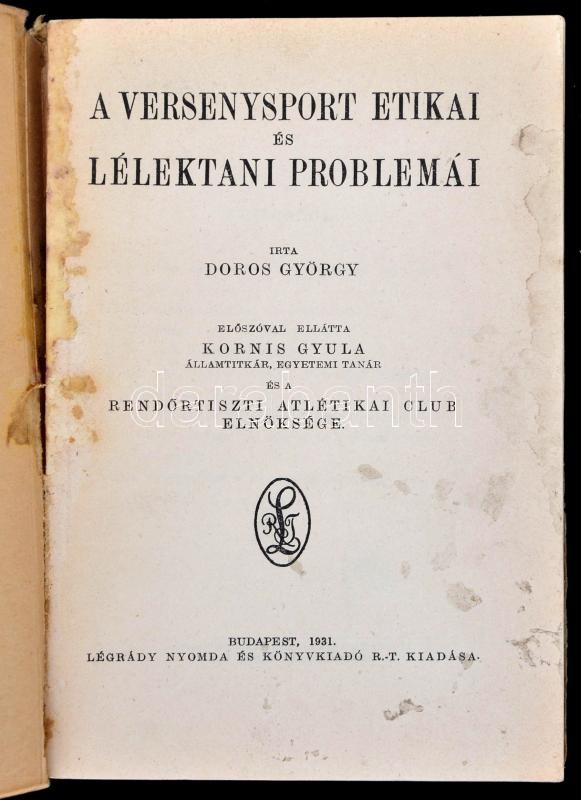 A VERSENYSPORT ETIKAI
ÉS
LÉLEKTANI PROBLEMÁI
IRTA
DOROS GYÖRGY
ELŐSZÓVAL ELLÁTTA
KORNIS GYULA
ÁLLAMTITKÁR, EGYETEMI TANÁR
ÉS A
darabanth
RENDŐRTISZTI ATLÉTIKAI CLUB
ELNÖKSÉGE.
L
R T
BUDAPEST, 1931.
LÉGRÁDY NYOMDA ÉS KÖNYVKIADÓ R.-T. KIADÁSA.